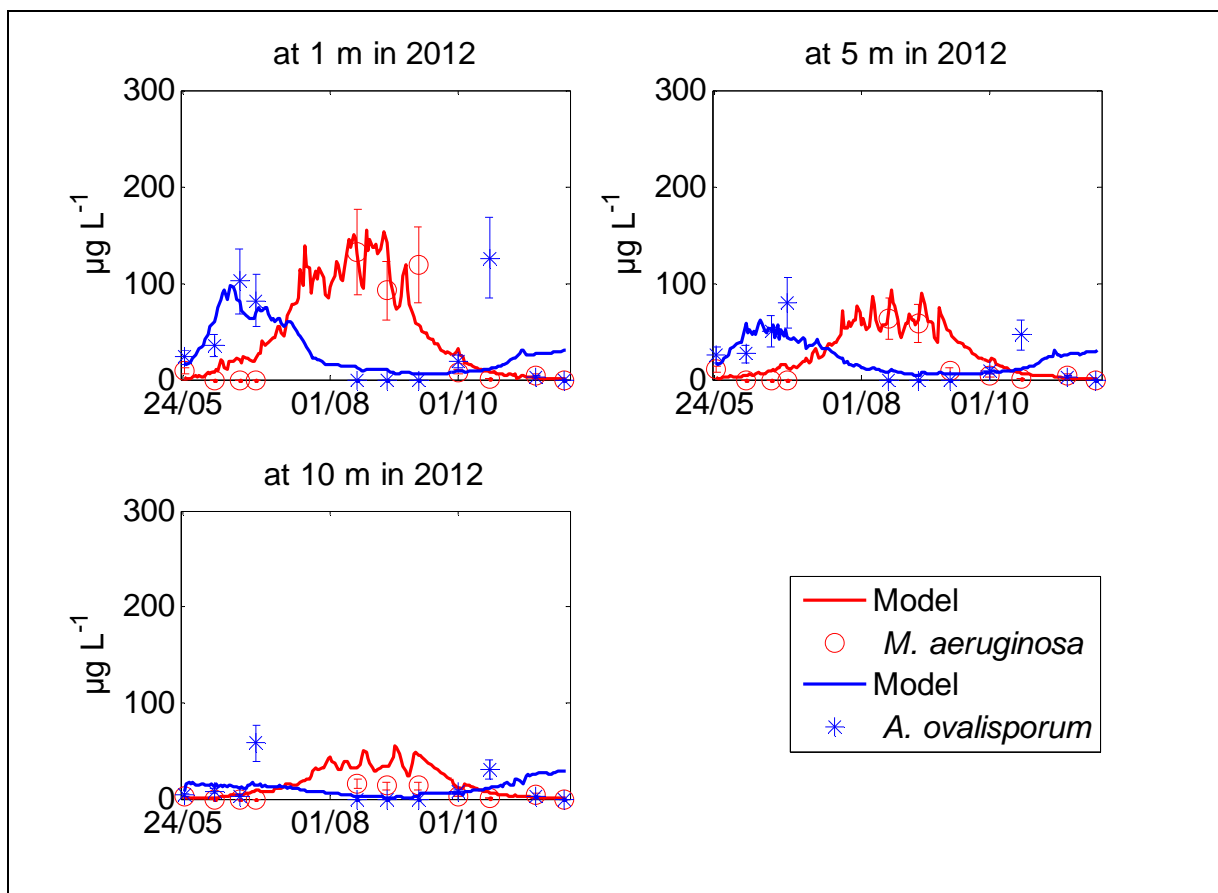 at 1 m in 2012
300
200
100
0
µg L-1
24/05 01/08 01/10
at 5 m in 2012
300
200
100
0
µg L-1
24/05 01/08 01/10
at 10 m in 2012
300
200
100
0
µg L-1
24/05 01/08 01/10
Model
M. aeruginosa
Model
A. ovalisporum